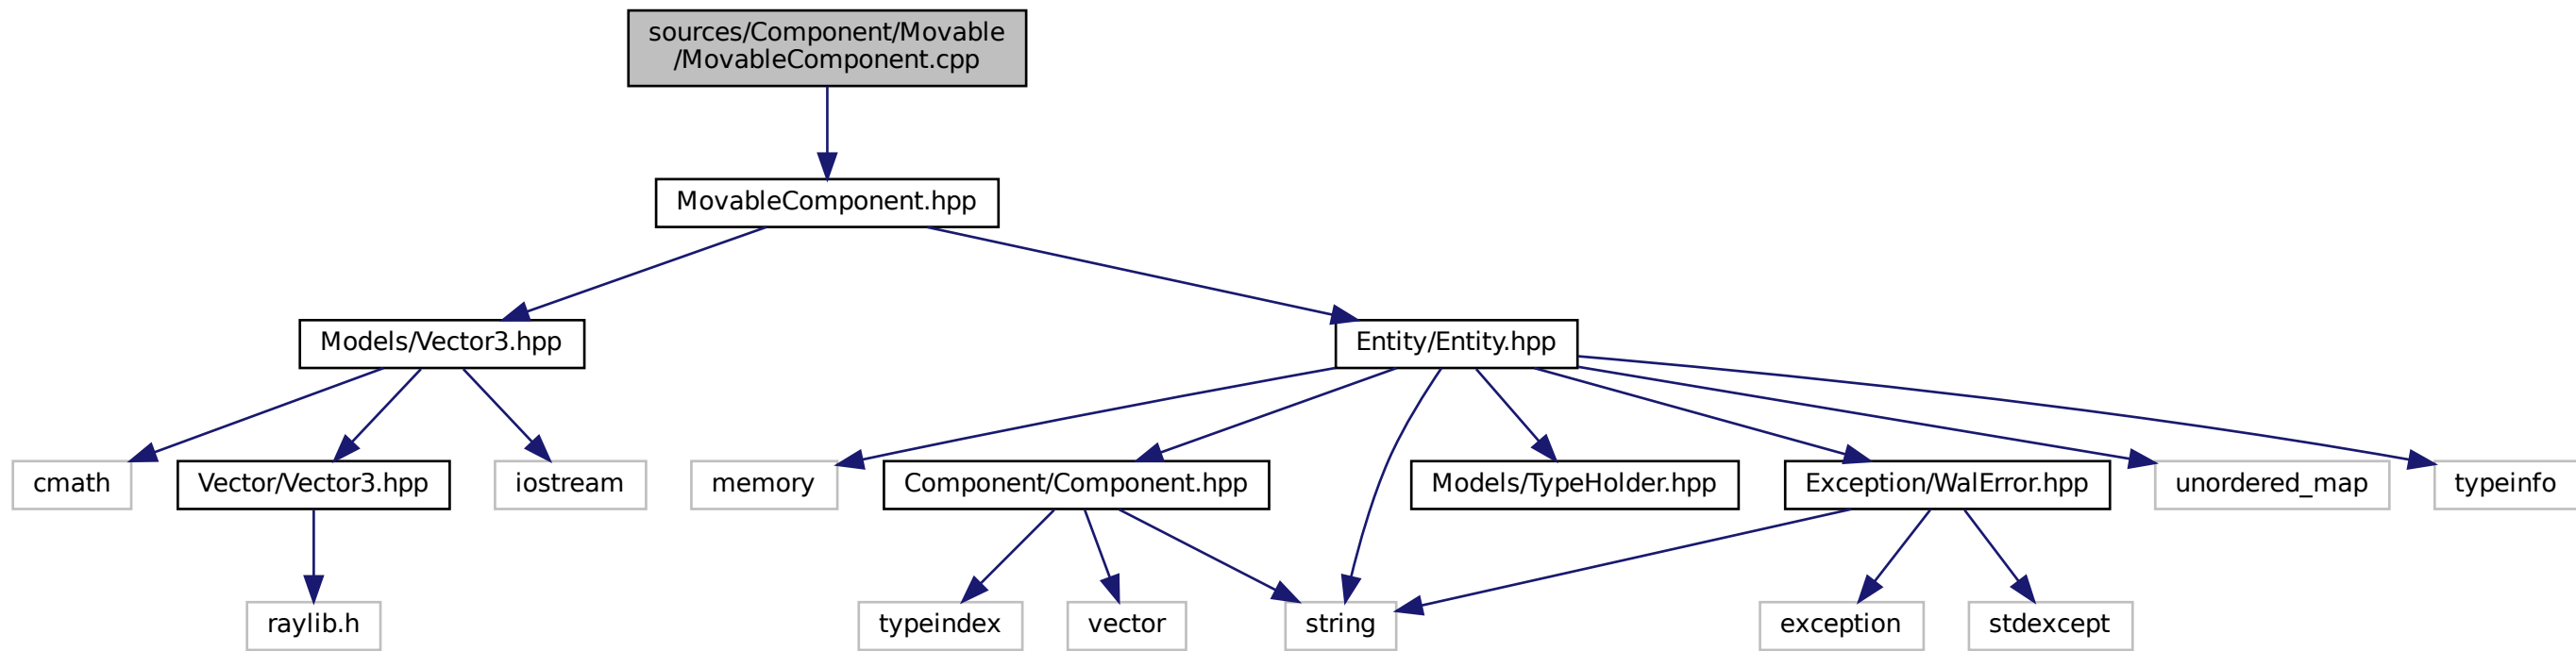 sources/Component/Movable
/MovableComponent.cpp
MovableComponent.hpp
Models/Vector3.hpp
Entity/Entity.hpp
cmath
Vector/Vector3.hpp
iostream
memory
Component/Component.hpp
Models/TypeHolder.hpp
Exception/WalError.hpp
unordered_map
typeinfo
raylib.h
typeindex
vector
string
exception
stdexcept